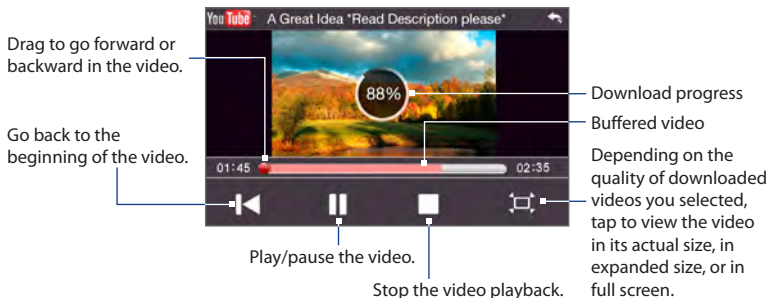 You Tube A Great Idea *Read Description please*
Drag to go forward or
backward in the video.
88%
Download progress
Buffered video
Go back to the
beginning of the video.
01:45
02:35
Depending on the
quality of downloaded
videos you selected,
tap to view the video
in its actual size, in
expanded size, or in
full screen.
Play/pause the video.
Stop the video playback.